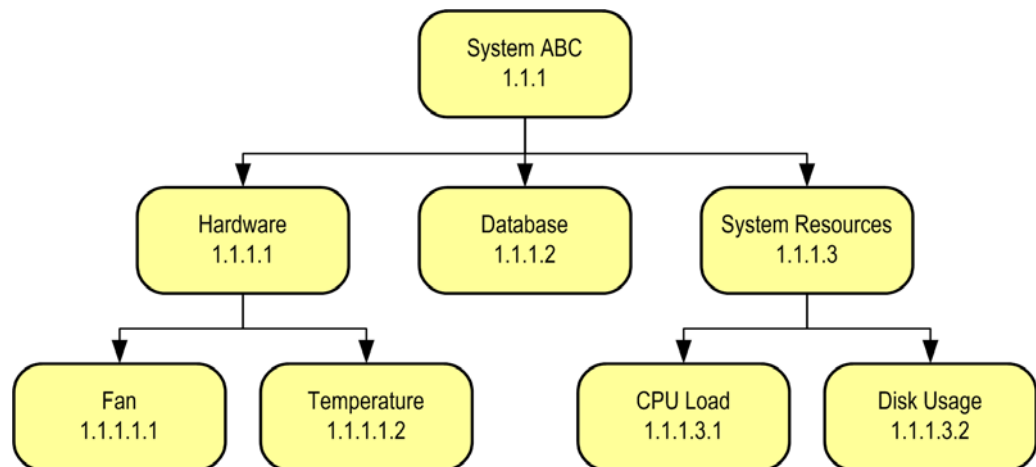 System ABC
1.1.1
Hardware
1.1.1.1
Database
1.1.1.2
System Resources
1.1.1.3
Fan
1.1.1.1.1
Temperature
1.1.1.1.2
CPU Load
1.1.1.3.1
Disk Usage
1.1.1.3.2